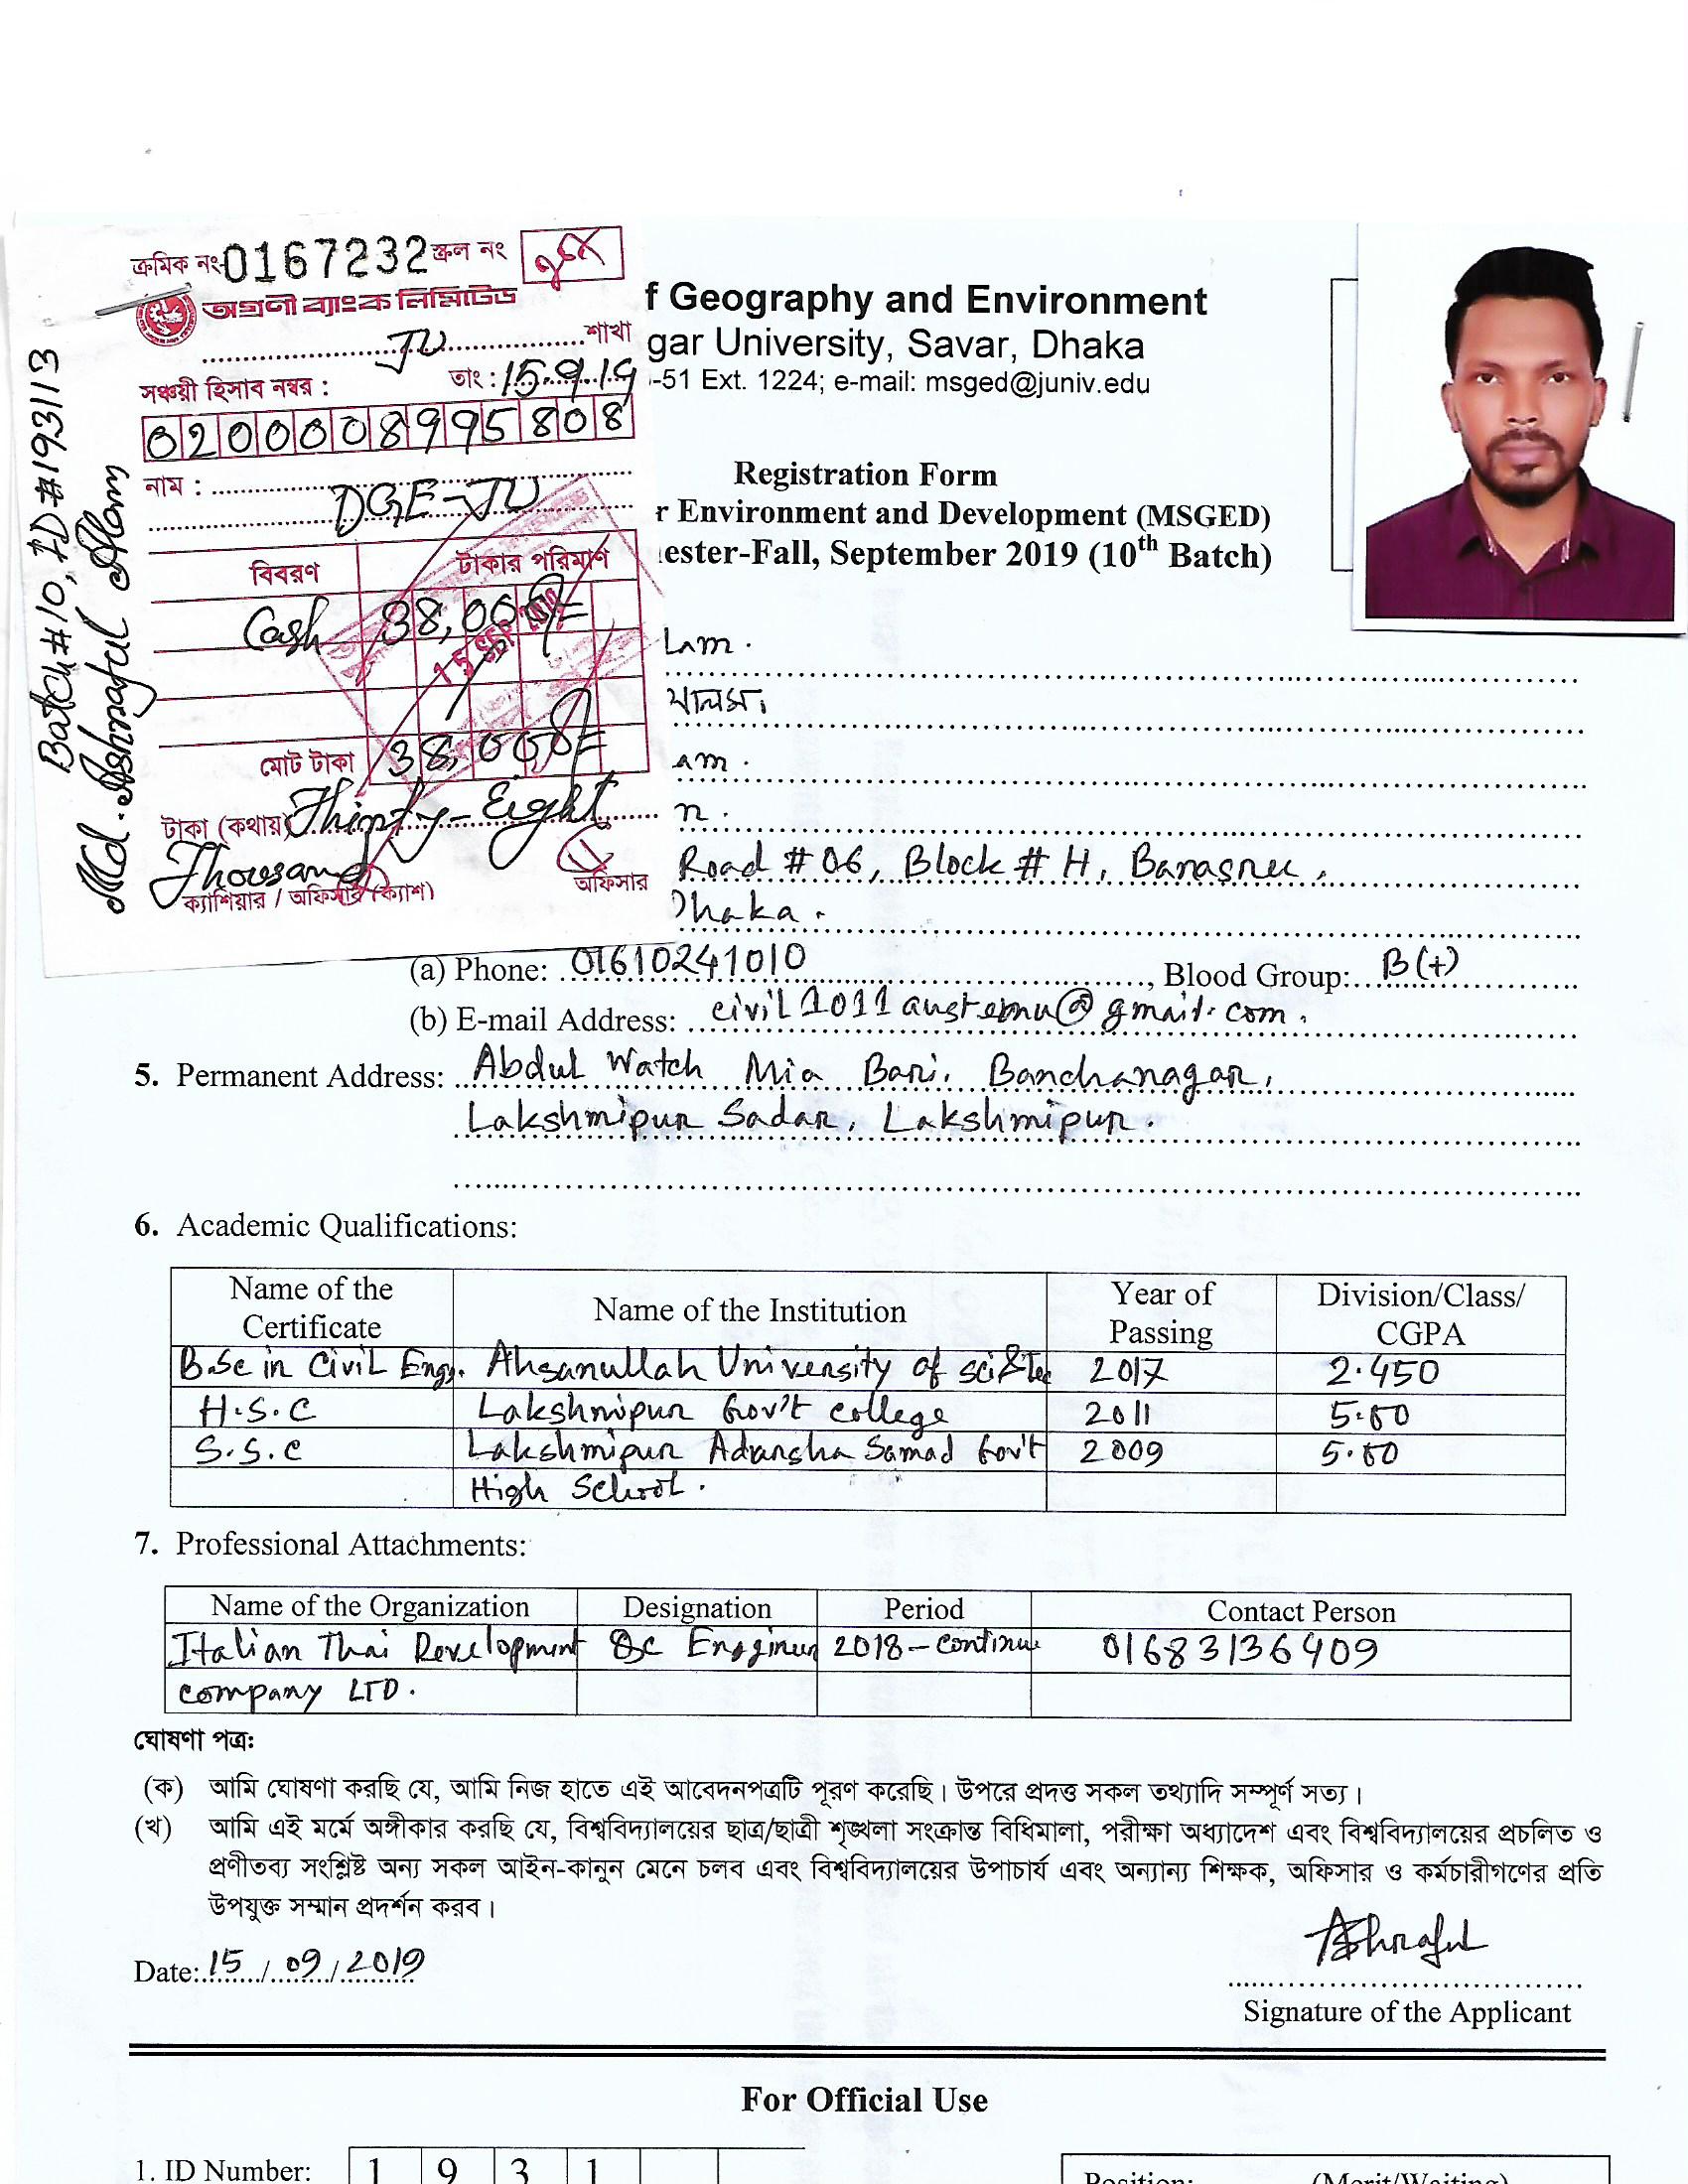 ক্রমিক নং 0167232 স্ক্রল নং
অগ্রনী ব্যাংক লিমিটেড
JU শাখা
সঞ্চয়ী হিসাব নম্বর : তাং : 15.9.19
0200008995808
নাম :
DGE-JU
বিবরণ টাকার পরিমাণ
Cash 38,000/=
15 SEP 2019
মোট টাকা 38,000/=
টাকা (কথায়) Thirty-Eight
Thousand
ক্যাশিয়ার / অফিসার (ক্যাশ) অফিসার
Batch#10, ID#193113
Md. Ashraful Alam
f Geography and Environment
gar University, Savar, Dhaka
-51 Ext. 1224; e-mail: msged@juniv.edu
Registration Form
r Environment and Development (MSGED)
ester-Fall, September 2019 (10th Batch)
Lam.
আলম।
am.
n.
Road # 06, Block # H, Banasree,
Dhaka.
(a) Phone: 01610241010, Blood Group: B(+)
(b) E-mail Address: civil1011austemu@gmail.com.
5. Permanent Address: Abdul Watch Mia Bari, Banchanagar,
Lakshmipur Sadar, Lakshmipur.
6. Academic Qualifications:
Name of the Certificate Name of the Institution Year of Passing Division/Class/CGPA
B.Sc in Civil Eng. Ahsanullah University of Sci&Tec 2017 2.450
H.S.C Lakshmipur Gov't College 2011 5.00
S.S.C Lakshmipur Adarsha Samad Gov't 2009 5.00
High School.
7. Professional Attachments:
Name of the Organization Designation Period Contact Person
Italian Thai Development Qc Engineer 2018-continue 01683136409
company LTD.
ঘোষণা পত্র:
(ক) আমি ঘোষণা করছি যে, আমি নিজ হাতে এই আবেদনপত্রটি পূরণ করেছি। উপরে প্রদত্ত সকল তথ্যাদি সম্পূর্ণ সত্য।
(খ) আমি এই মর্মে অঙ্গীকার করছি যে, বিশ্ববিদ্যালয়ের ছাত্র/ছাত্রী শৃঙ্খলা সংক্রান্ত বিধিমালা, পরীক্ষা অধ্যাদেশ এবং বিশ্ববিদ্যালয়ের প্রচলিত ও
প্রণীতব্য সংশ্লিষ্ট অন্য সকল আইন-কানুন মেনে চলব এবং বিশ্ববিদ্যালয়ের উপাচার্য এবং অন্যান্য শিক্ষক, অফিসার ও কর্মচারীগণের প্রতি
উপযুক্ত সম্মান প্রদর্শন করব।
Ashraful
Date: 15/09/2019
Signature of the Applicant
For Official Use
1. ID Number: 1 9 3 1
Position: (Merit/Waiting)